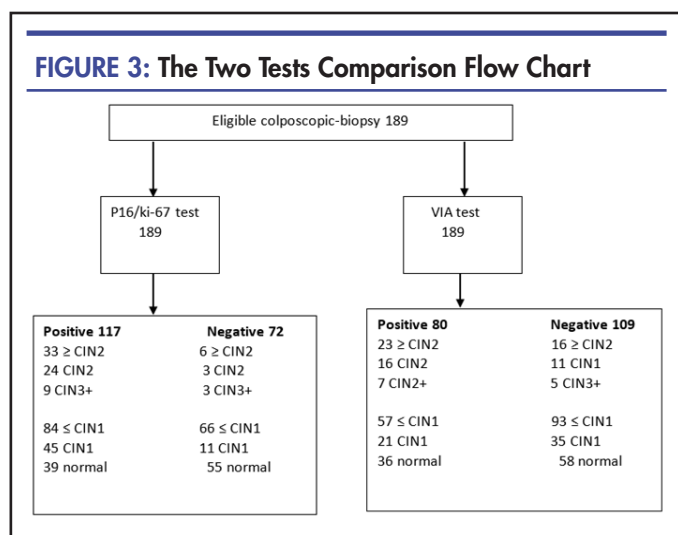 FIGURE 3: The Two Tests Comparison Flow Chart
Eligible colposcopic-biopsy 189
P16/ki-67 test
189
VIA test
189
Positive 117 Negative 72
33 ≥ CIN2 6 ≥ CIN2
24 CIN2 3 CIN2
9 CIN3+ 3 CIN3+
84 ≤ CIN1 66 ≤ CIN1
45 CIN1 11 CIN1
39 normal 55 normal
Positive 80 Negative 109
23 ≥ CIN2 16 ≥ CIN2
16 CIN2 11 CIN1
7 CIN2+ 5 CIN3+
57 ≤ CIN1 93 ≤ CIN1
21 CIN1 35 CIN1
36 normal 58 normal